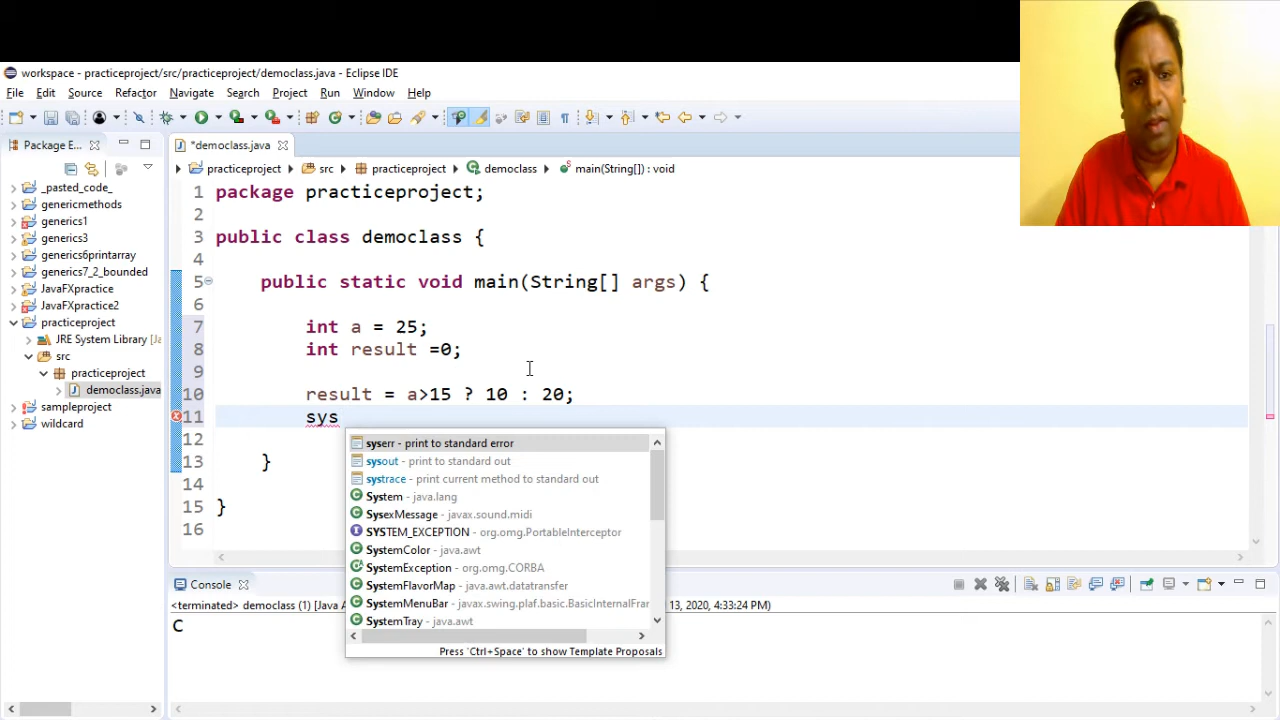 workspace - practiceproject/src/practiceproject/democlass.java - Eclipse IDE
File Edit Source Refactor Navigate Search Project Run Window Help
Package E...
*democlass.java
practiceproject src practiceproject democlass main(String[]) : void
_pasted_code_
genericmethods
generics1
generics3
generics6printarray
generics7_2_bounded
JavaFXpractice
JavaFXpractice2
practiceproject
JRE System Library [Ja
src
practiceproject
democlass.java
sampleproject
wildcard
1 package practiceproject;
2
3 public class democlass {
4
5 public static void main(String[] args) {
6
7 int a = 25;
8 int result =0;
9
10 result = a>15 ? 10 : 20;
11 sys
12
13 }
14
15 }
16
syserr - print to standard error
sysout - print to standard out
systrace - print current method to standard out
System - java.lang
SysexMessage - javax.sound.midi
SYSTEM_EXCEPTION - org.omg.PortableInterceptor
SystemColor - java.awt
SystemException - org.omg.CORBA
SystemFlavorMap - java.awt.datatransfer
SystemMenuBar - javax.swing.plaf.basic.BasicInternalFran
SystemTray - java.awt
Press 'Ctrl+Space' to show Template Proposals
Console
<terminated> democlass (1) [Java A 13, 2020, 4:33:24 PM)
C